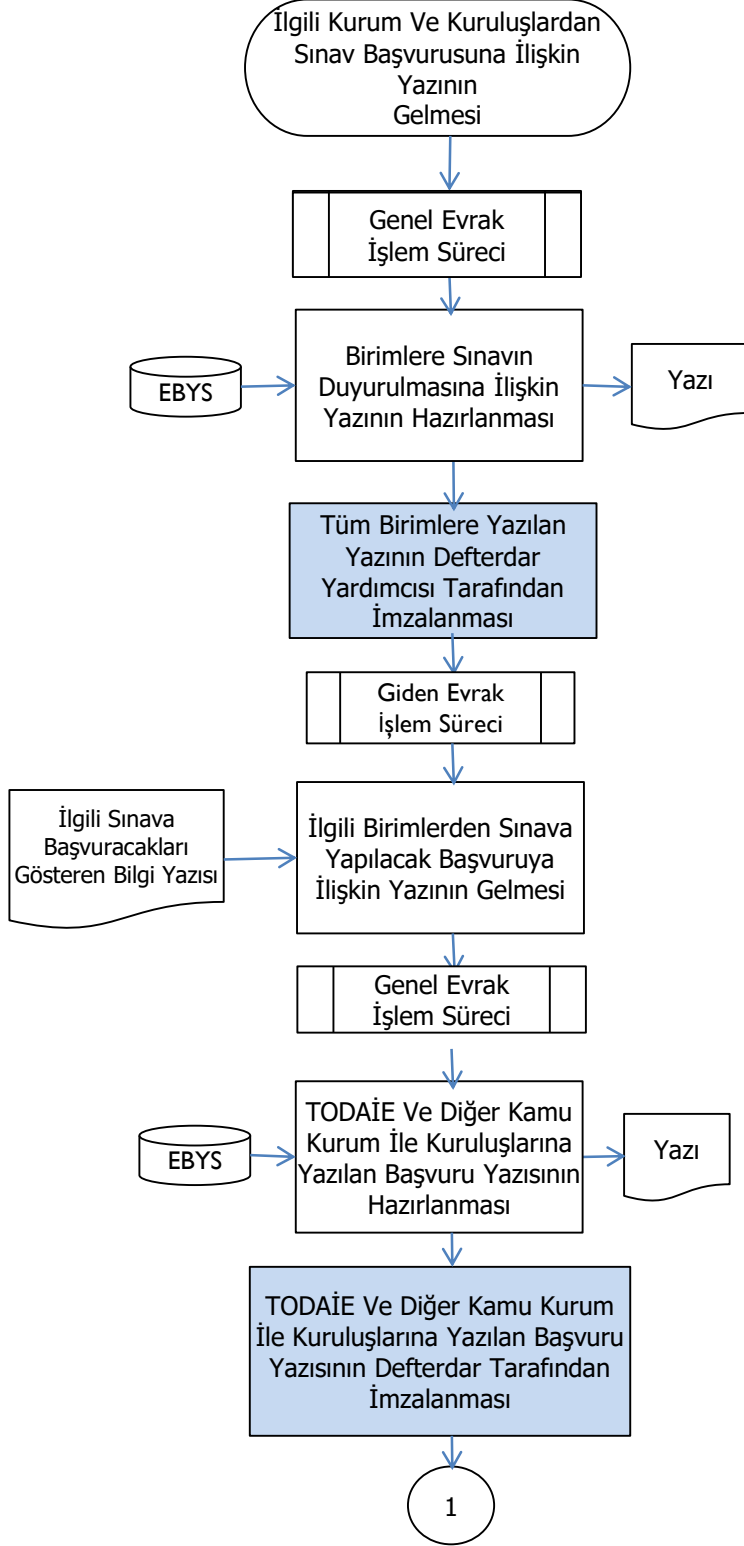 İlgili Kurum Ve Kuruluşlardan
Sınav Başvurusuna İlişkin
Yazının
Gelmesi
Genel Evrak
İşlem Süreci
EBYS
Birimlere Sınavın
Duyurulmasına İlişkin
Yazının Hazırlanması
Yazı
Tüm Birimlere Yazılan
Yazının Defterdar
Yardımcısı Tarafından
İmzalanması
Giden Evrak
İşlem Süreci
İlgili Sınava
Başvuracakları
Gösteren Bilgi Yazısı
İlgili Birimlerden Sınava
Yapılacak Başvuruya
İlişkin Yazının Gelmesi
Genel Evrak
İşlem Süreci
EBYS
TODAİE Ve Diğer Kamu
Kurum İle Kuruluşlarına
Yazılan Başvuru Yazısının
Hazırlanması
Yazı
TODAİE Ve Diğer Kamu Kurum
İle Kuruluşlarına Yazılan Başvuru
Yazısının Defterdar Tarafından
İmzalanması
1